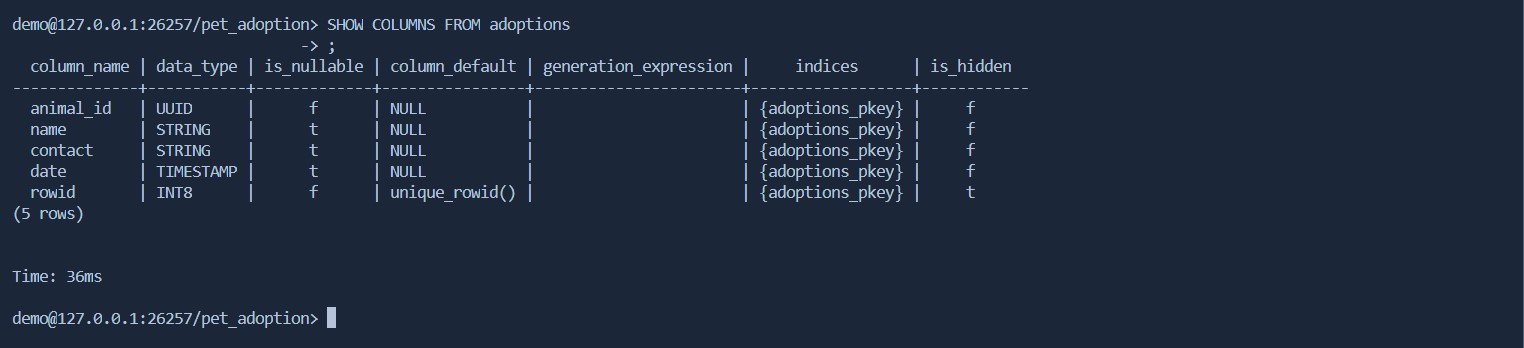 demo@127.0.0.1:26257/pet_adoption> SHOW COLUMNS FROM adoptions
                                -> ;
  column_name | data_type | is_nullable | column_default | generation_expression |     indices      | is_hidden
--------------+-----------+-------------+----------------+-----------------------+------------------+------------
  animal_id   | UUID      |      f      | NULL           |                       | {adoptions_pkey} |     f
  name        | STRING    |      t      | NULL           |                       | {adoptions_pkey} |     f
  contact     | STRING    |      t      | NULL           |                       | {adoptions_pkey} |     f
  date        | TIMESTAMP |      t      | NULL           |                       | {adoptions_pkey} |     f
  rowid       | INT8      |      f      | unique_rowid() |                       | {adoptions_pkey} |     t
(5 rows)
Time: 36ms
demo@127.0.0.1:26257/pet_adoption>